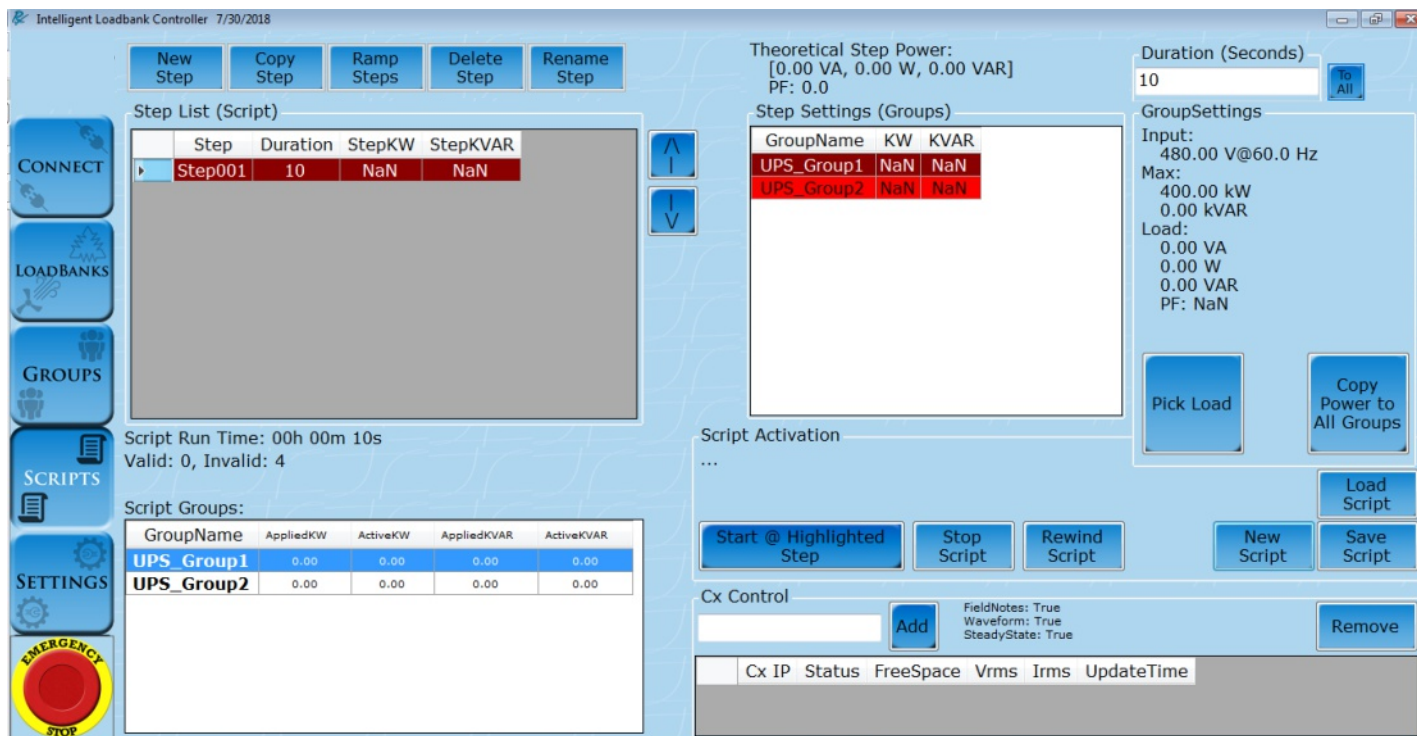 Intelligent Loadbank Controller 7/30/2018
New Step
Copy Step
Ramp Steps
Delete Step
Rename Step
Theoretical Step Power:
[0.00 VA, 0.00 W, 0.00 VAR]
PF: 0.0
Duration (Seconds)
10
To All
CONNECT
LOADBANKS
GROUPS
SCRIPTS
SETTINGS
EMERGENCY
STOP
Step List (Script)
Step Duration StepKW StepKVAR
Step001 10 NaN NaN
/\
|
|
\/
Step Settings (Groups)
GroupName KW KVAR
UPS_Group1 NaN NaN
UPS_Group2 NaN NaN
GroupSettings
Input:
480.00 V@60.0 Hz
Max:
400.00 kW
0.00 kVAR
Load:
0.00 VA
0.00 W
0.00 VAR
PF: NaN
Pick Load
Copy Power to All Groups
Script Run Time: 00h 00m 10s
Valid: 0, Invalid: 4
Script Groups:
GroupName AppliedKW ActiveKW AppliedKVAR ActiveKVAR
UPS_Group1 0.00 0.00 0.00 0.00
UPS_Group2 0.00 0.00 0.00 0.00
Script Activation
...
Load Script
Start @ Highlighted Step
Stop Script
Rewind Script
New Script
Save Script
Cx Control
Add
FieldNotes: True
Waveform: True
SteadyState: True
Remove
Cx IP Status FreeSpace Vrms Irms UpdateTime